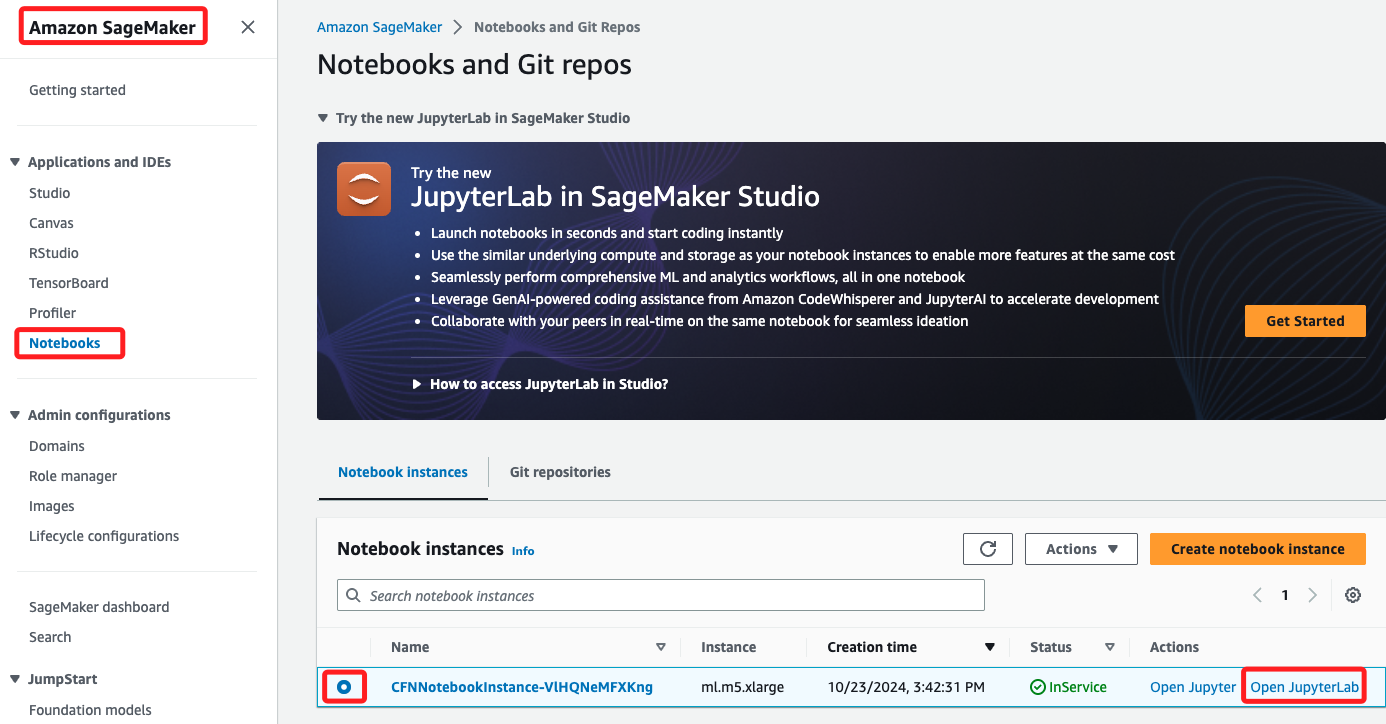 Amazon SageMaker
Getting started
Applications and IDEs
Studio
Canvas
RStudio
TensorBoard
Profiler
Notebooks
Admin configurations
Domains
Role manager
Images
Lifecycle configurations
SageMaker dashboard
Search
JumpStart
Foundation models
Amazon SageMaker > Notebooks and Git Repos
Notebooks and Git repos
Try the new JupyterLab in SageMaker Studio
Try the new
JupyterLab in SageMaker Studio
• Launch notebooks in seconds and start coding instantly
• Use the similar underlying compute and storage as your notebook instances to enable more features at the same cost
• Seamlessly perform comprehensive ML and analytics workflows, all in one notebook
• Leverage GenAI-powered coding assistance from Amazon CodeWhisperer and JupyterAI to accelerate development
• Collaborate with your peers in real-time on the same notebook for seamless ideation
Get Started
How to access JupyterLab in Studio?
Notebook instances Git repositories
Notebook instances Info
Actions Create notebook instance
Search notebook instances
1
Name Instance Creation time Status Actions
CFNNotebookInstance-VlHQNeMFXKng ml.m5.xlarge 10/23/2024, 3:42:31 PM InService Open Jupyter Open JupyterLab